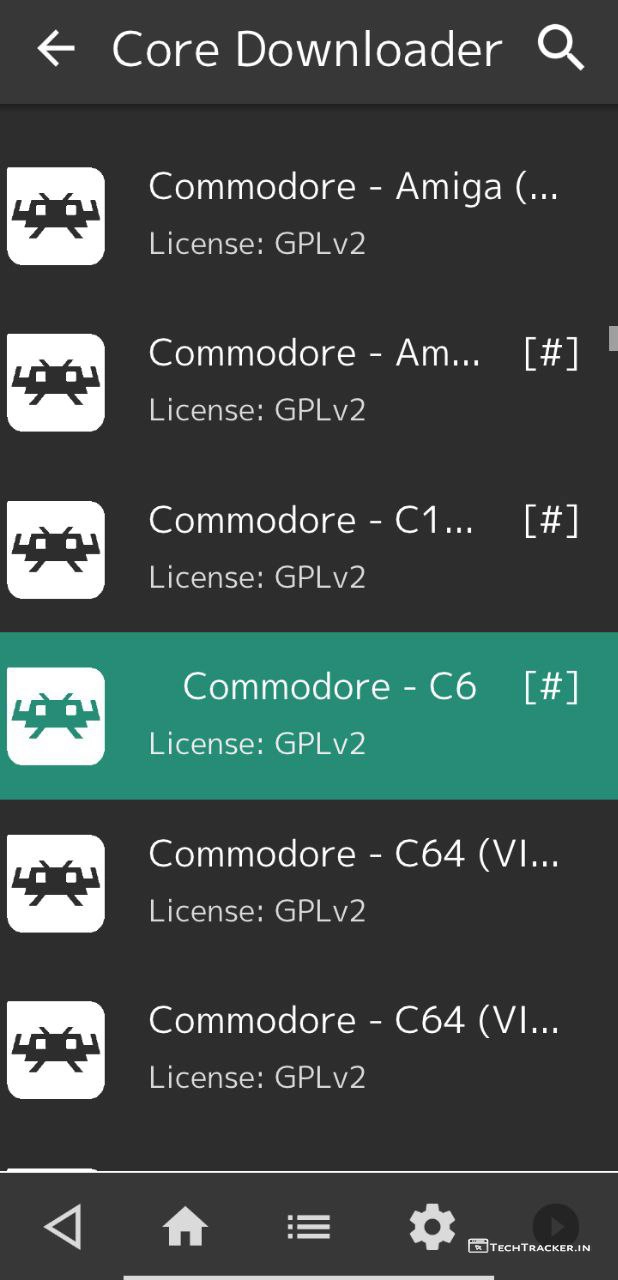 Core Downloader
Commodore - Amiga (...
License: GPLv2
Commodore - Am... [#]
License: GPLv2
Commodore - C1... [#]
License: GPLv2
Commodore - C6 [#]
License: GPLv2
Commodore - C64 (VI...
License: GPLv2
Commodore - C64 (VI...
License: GPLv2
TECHTRACKER.IN